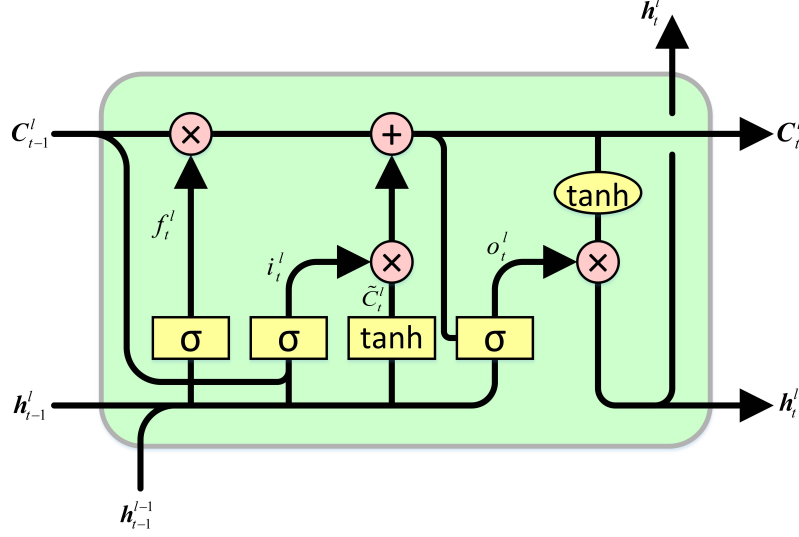 h_t^l
C_{t-1}^l
×
+
C_t^l
tanh
f_t^l
i_t^l
×
o_t^l
×
C̃_t^l
σ
σ
tanh
σ
h_{t-1}^l
h_t^l
h_{t-1}^{l-1}